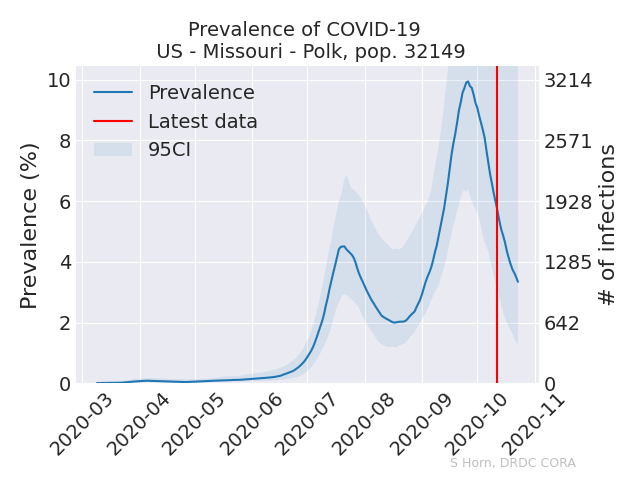 Prevalence of COVID-19
US - Missouri - Polk, pop. 32149
Prevalence
Latest data
95CI
Prevalence (%)
10
8
6
4
2
0
3214
2571
1928
1285
642
0
# of infections
2020-03
2020-04
2020-05
2020-06
2020-07
2020-08
2020-09
2020-10
2020-11
S Horn, DRDC CORA